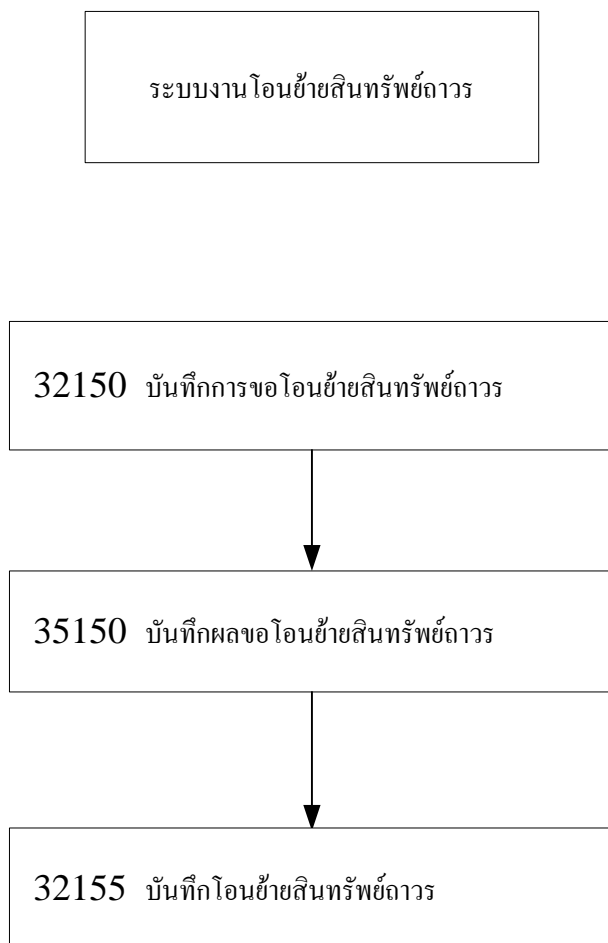 ระบบงานโอนย้ายสินทรัพย์ถาวร
32150 บันทึกการขอโอนย้ายสินทรัพย์ถาวร
35150 บันทึกผลขอโอนย้ายสินทรัพย์ถาวร
32155 บันทึกโอนย้ายสินทรัพย์ถาวร